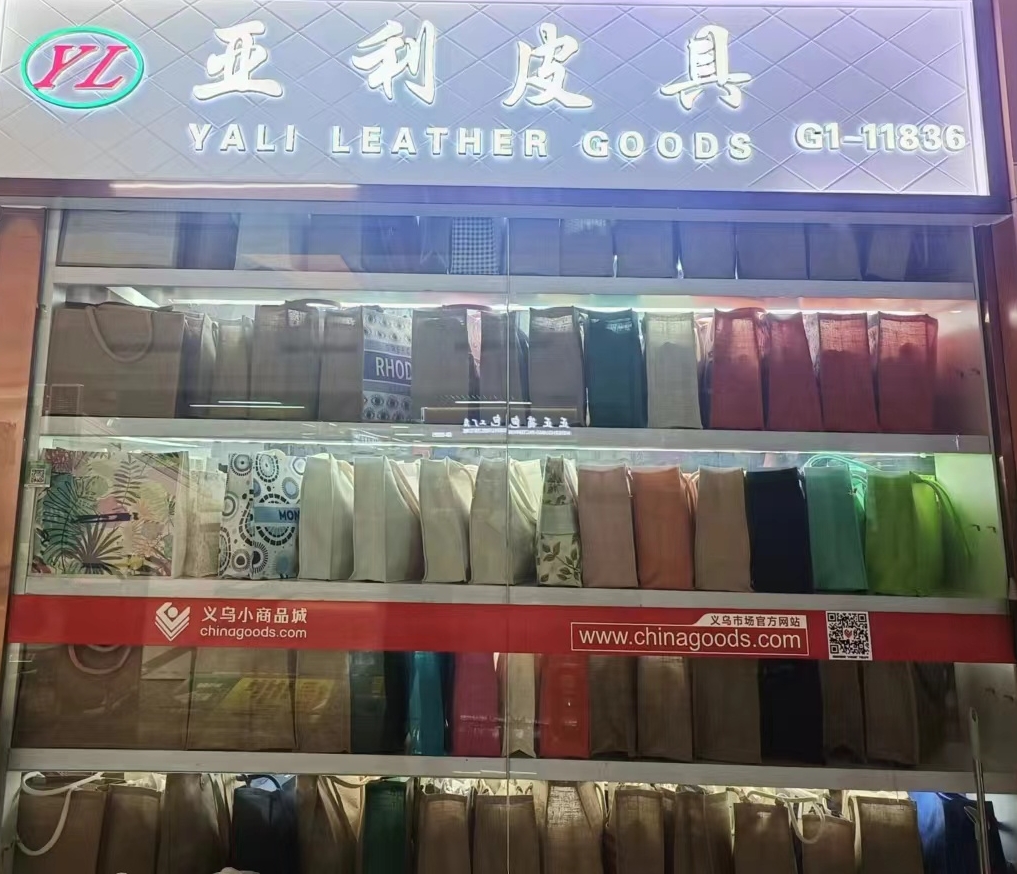 YL
亚利皮具
YALI LEATHER GOODS
G1-11836
RHOD
MON
义乌小商品城
chinagoods.com
义乌市场官方网站
www.chinagoods.com